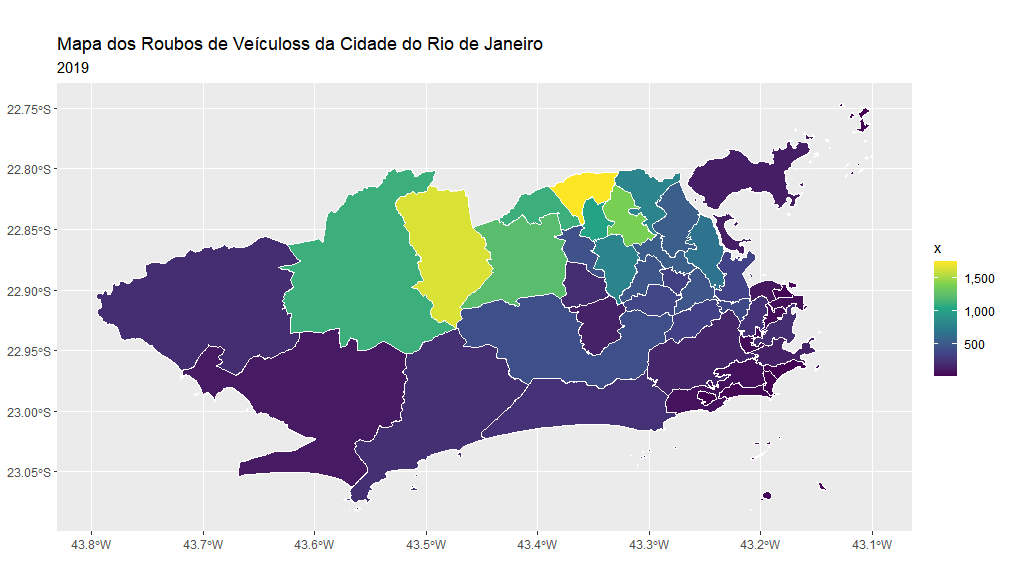 Mapa dos Roubos de Veículoss da Cidade do Rio de Janeiro
2019
22.75°S
22.80°S
22.85°S
22.90°S
22.95°S
23.00°S
23.05°S
43.8°W
43.7°W
43.6°W
43.5°W
43.4°W
43.3°W
43.2°W
43.1°W
x
1,500
1,000
500